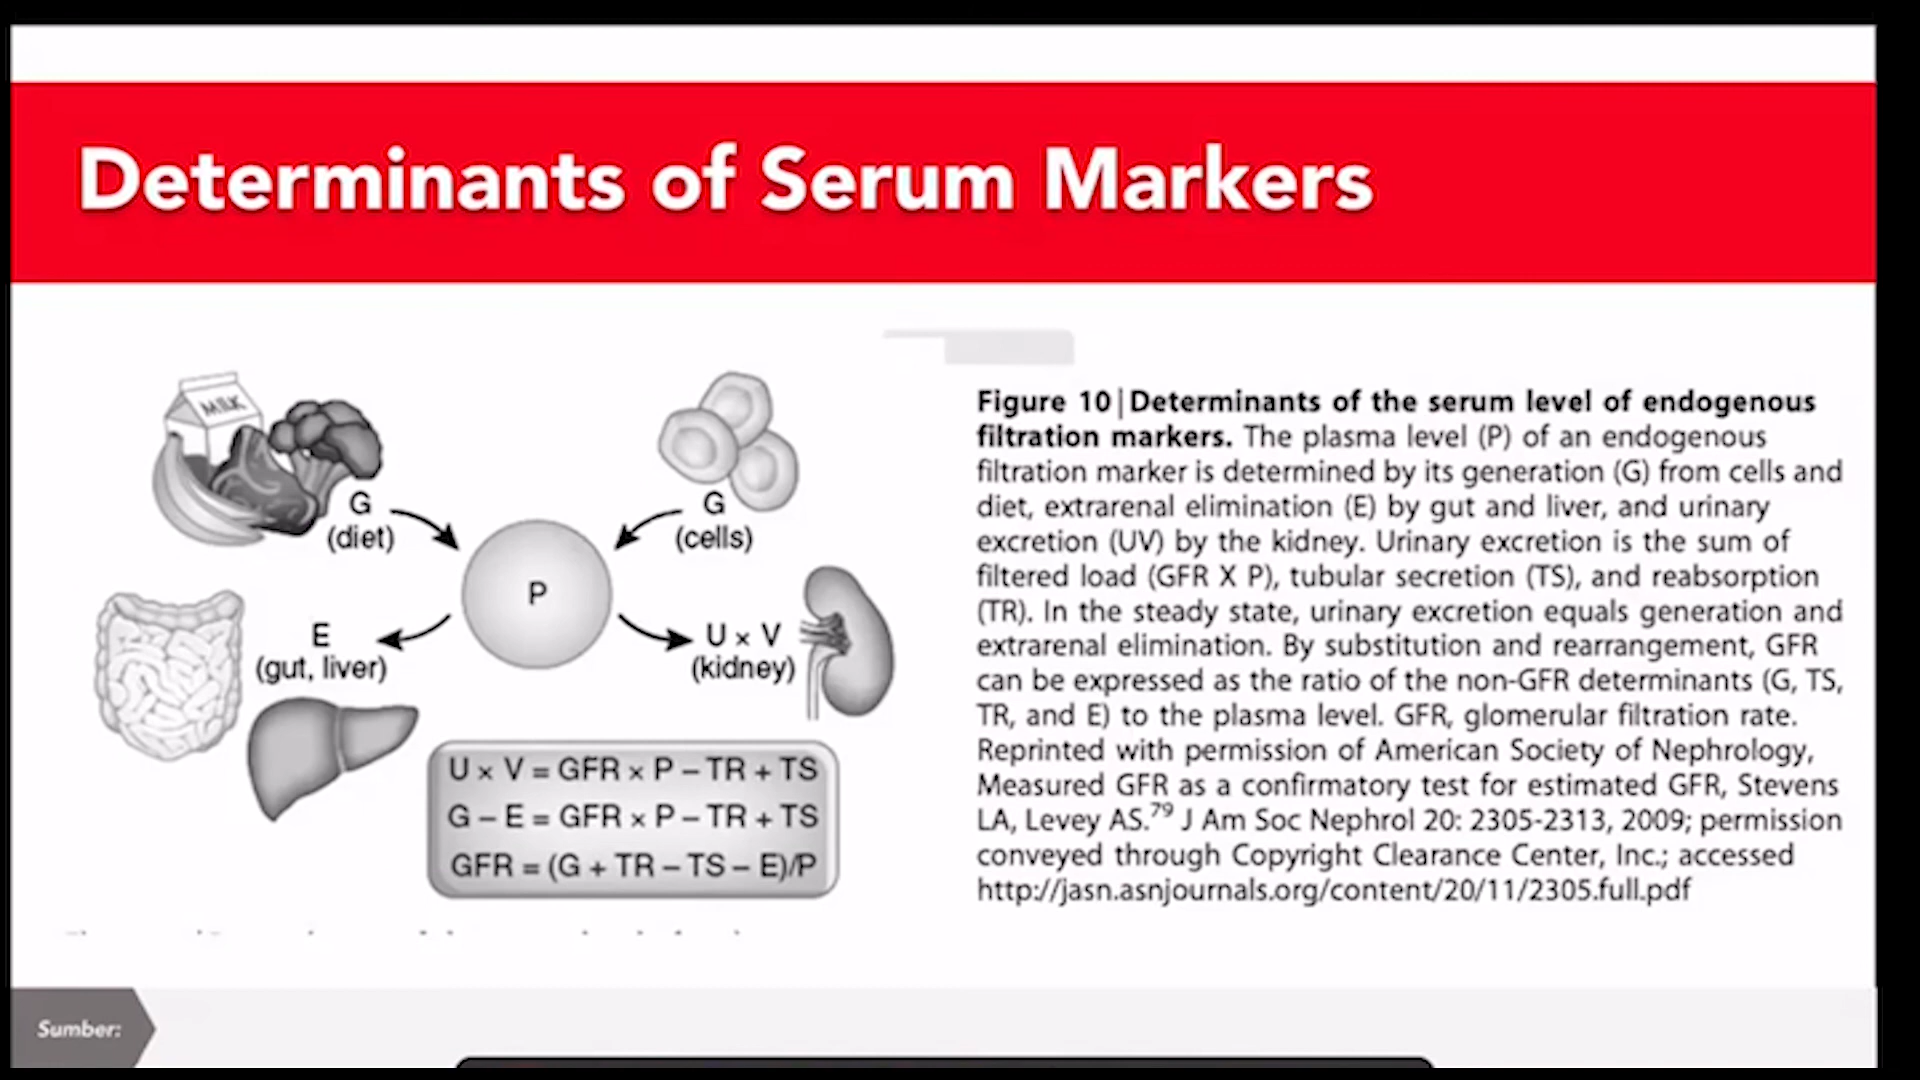 Determinants of Serum Markers
MILK
G
(diet)
G
(cells)
P
E
(gut, liver)
U × V
(kidney)
U × V = GFR × P – TR + TS
G – E = GFR × P – TR + TS
GFR = (G + TR – TS – E)/P
Figure 10 | Determinants of the serum level of endogenous
filtration markers. The plasma level (P) of an endogenous
filtration marker is determined by its generation (G) from cells and
diet, extrarenal elimination (E) by gut and liver, and urinary
excretion (UV) by the kidney. Urinary excretion is the sum of
filtered load (GFR X P), tubular secretion (TS), and reabsorption
(TR). In the steady state, urinary excretion equals generation and
extrarenal elimination. By substitution and rearrangement, GFR
can be expressed as the ratio of the non-GFR determinants (G, TS,
TR, and E) to the plasma level. GFR, glomerular filtration rate.
Reprinted with permission of American Society of Nephrology,
Measured GFR as a confirmatory test for estimated GFR, Stevens
LA, Levey AS.79 J Am Soc Nephrol 20: 2305-2313, 2009; permission
conveyed through Copyright Clearance Center, Inc.; accessed
http://jasn.asnjournals.org/content/20/11/2305.full.pdf
Sumber: